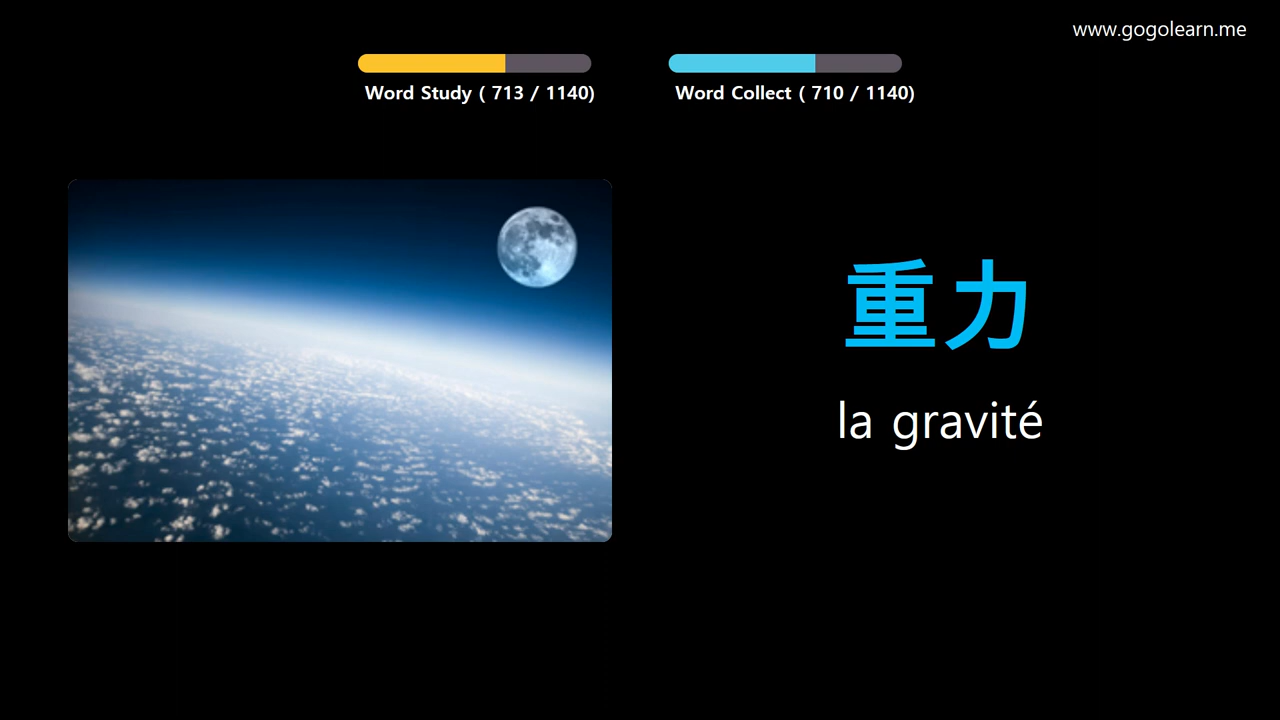 www.gogolearn.me
Word Study ( 713 / 1140)
Word Collect ( 710 / 1140)
重力
la gravité